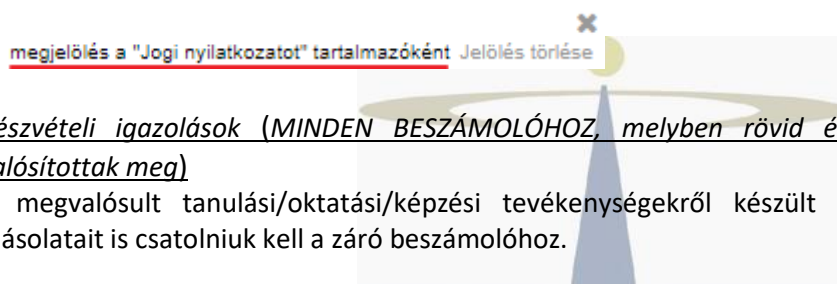 megjelölés a "Jogi nyilatkozatot" tartalmazóként Jelölés törlése
észvételi igazolások (MINDEN BESZÁMOLÓHOZ, melyben rövid é
alósítottak meg)
megvalósult tanulási/oktatási/képzési tevékenységekről készült
ásolatait is csatolniuk kell a záró beszámolóhoz.